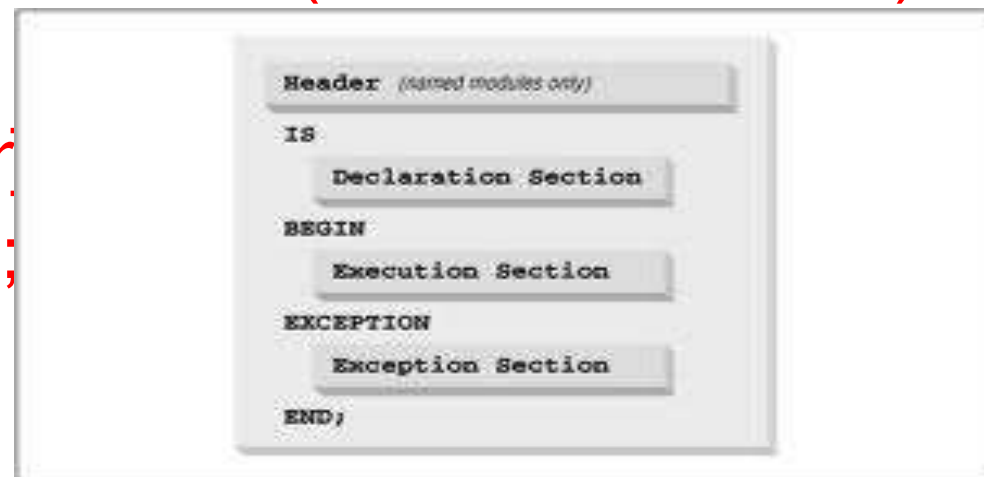 Header (named modules only)
IS
Declaration Section
BEGIN
Execution Section
EXCEPTION
Exception Section
END;